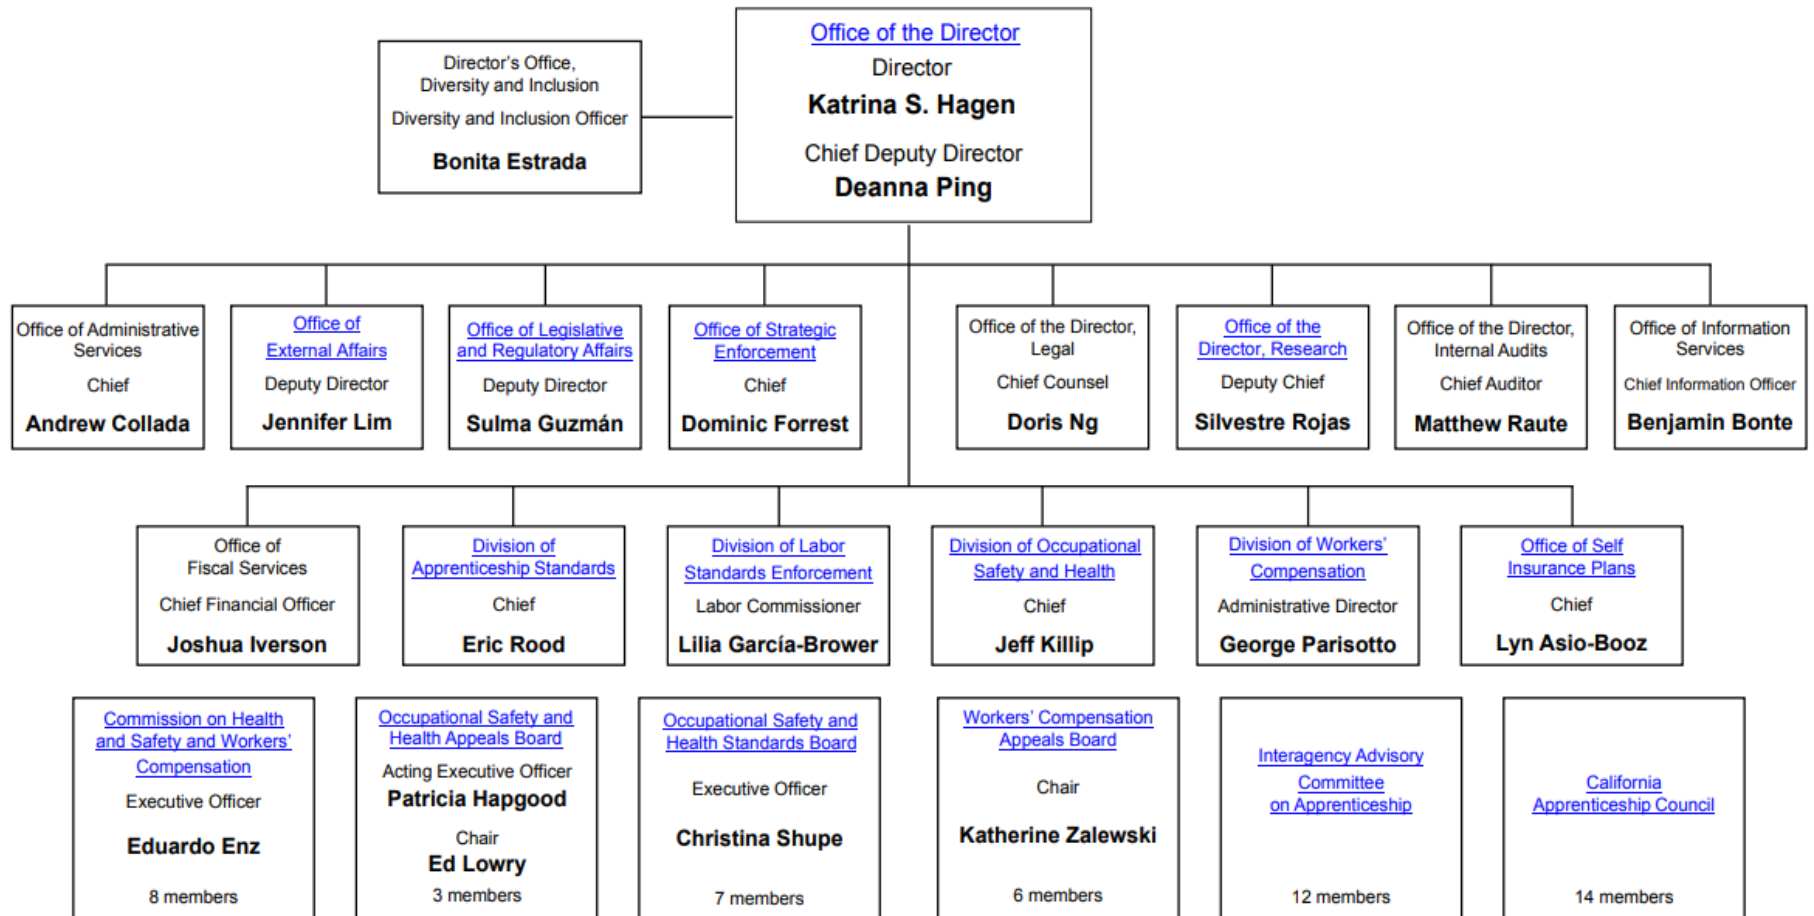 Office of the Director
Director
Katrina S. Hagen
Chief Deputy Director
Deanna Ping
Director's Office,
Diversity and Inclusion
Diversity and Inclusion Officer
Bonita Estrada
Office of Administrative
Services
Chief
Andrew Collada
Office of
External Affairs
Deputy Director
Jennifer Lim
Office of Legislative
and Regulatory Affairs
Deputy Director
Sulma Guzmán
Office of Strategic
Enforcement
Chief
Dominic Forrest
Office of the Director,
Legal
Chief Counsel
Doris Ng
Office of the
Director, Research
Deputy Chief
Silvestre Rojas
Office of the Director,
Internal Audits
Chief Auditor
Matthew Raute
Office of Information
Services
Chief Information Officer
Benjamin Bonte
Office of
Fiscal Services
Chief Financial Officer
Joshua Iverson
Division of
Apprenticeship Standards
Chief
Eric Rood
Division of Labor
Standards Enforcement
Labor Commissioner
Lilia García-Brower
Division of Occupational
Safety and Health
Chief
Jeff Killip
Division of Workers'
Compensation
Administrative Director
George Parisotto
Office of Self
Insurance Plans
Chief
Lyn Asio-Booz
Commission on Health
and Safety and Workers'
Compensation
Executive Officer
Eduardo Enz
8 members
Occupational Safety and
Health Appeals Board
Acting Executive Officer
Patricia Hapgood
Chair
Ed Lowry
3 members
Occupational Safety and
Health Standards Board
Executive Officer
Christina Shupe
7 members
Workers' Compensation
Appeals Board
Chair
Katherine Zalewski
6 members
Interagency Advisory
Committee
on Apprenticeship
12 members
California
Apprenticeship Council
14 members